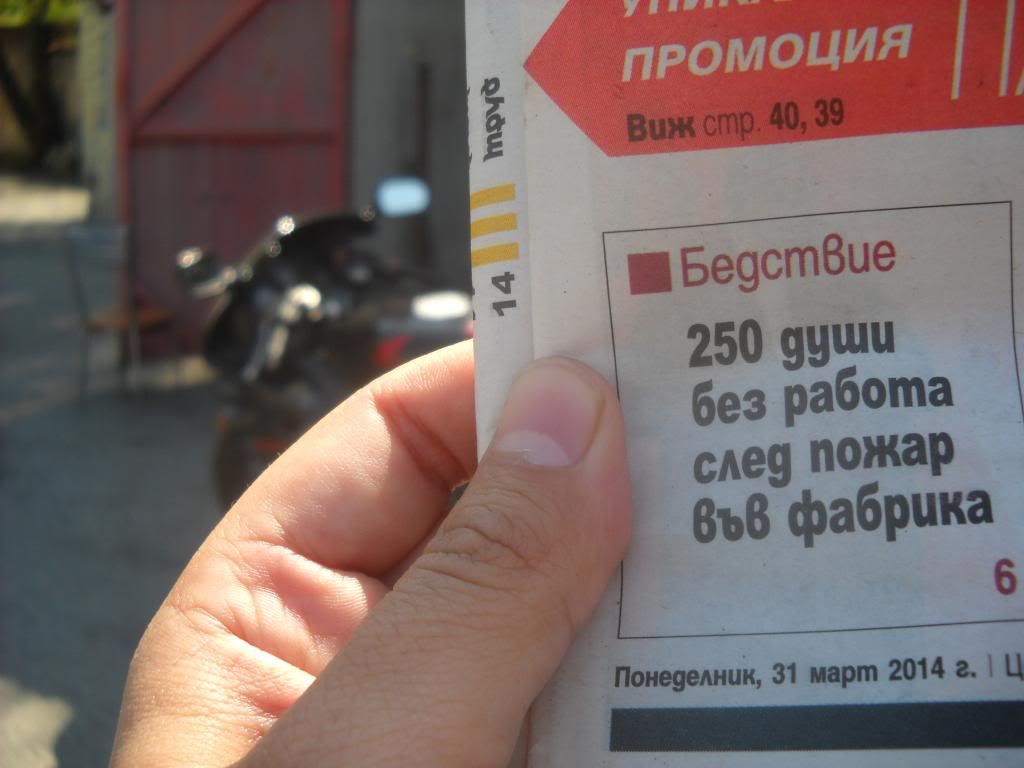 ПРОМОЦИЯ
Виж стр. 40, 39
труд
14
Бедствие
250 души
без работа
след пожар
във фабрика
6
Понеделник, 31 март 2014 г. |